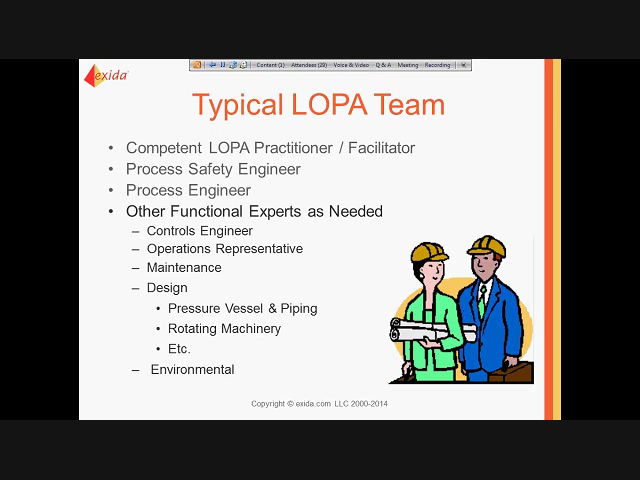 Content (1) Attendees (29) Voice & Video Q & A Meeting Recording
exida
Typical LOPA Team
• Competent LOPA Practitioner / Facilitator
• Process Safety Engineer
• Process Engineer
• Other Functional Experts as Needed
– Controls Engineer
– Operations Representative
– Maintenance
– Design
• Pressure Vessel & Piping
• Rotating Machinery
• Etc.
– Environmental
Copyright © exida.com LLC 2000-2014